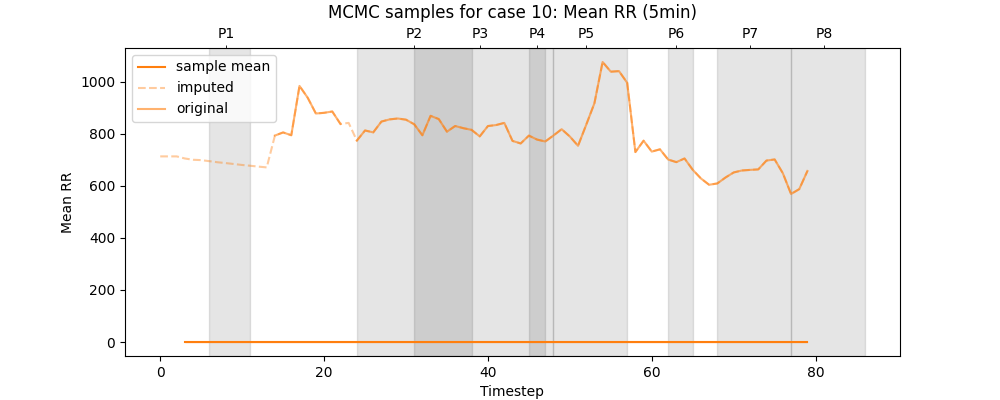 MCMC samples for case 10: Mean RR (5min)
P1 P2 P3 P4 P5 P6 P7 P8
sample mean
imputed
original
1000
800
600
400
200
0
Mean RR
0 20 40 60 80
Timestep